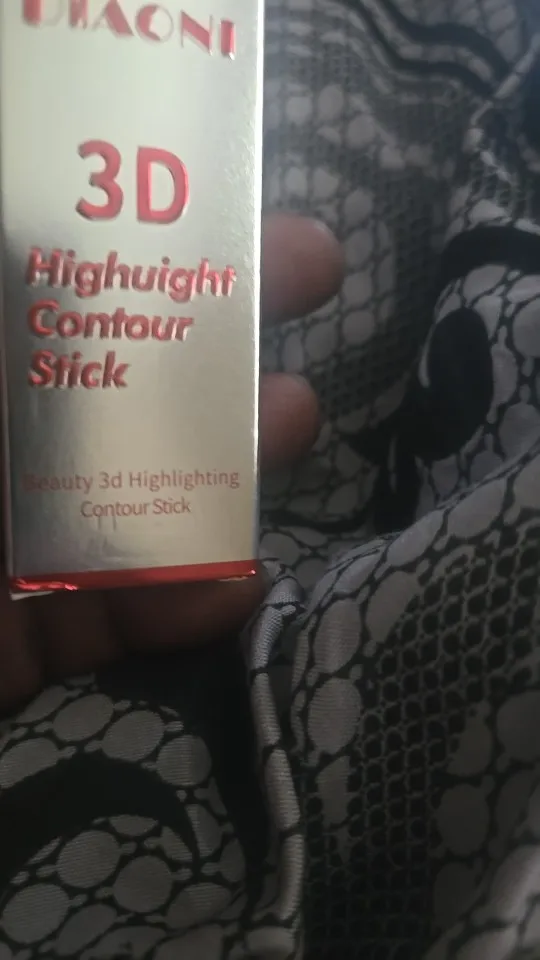 DIAONI
3D
Highuight
Contour
Stick
Beauty 3d Highlighting
Contour Stick